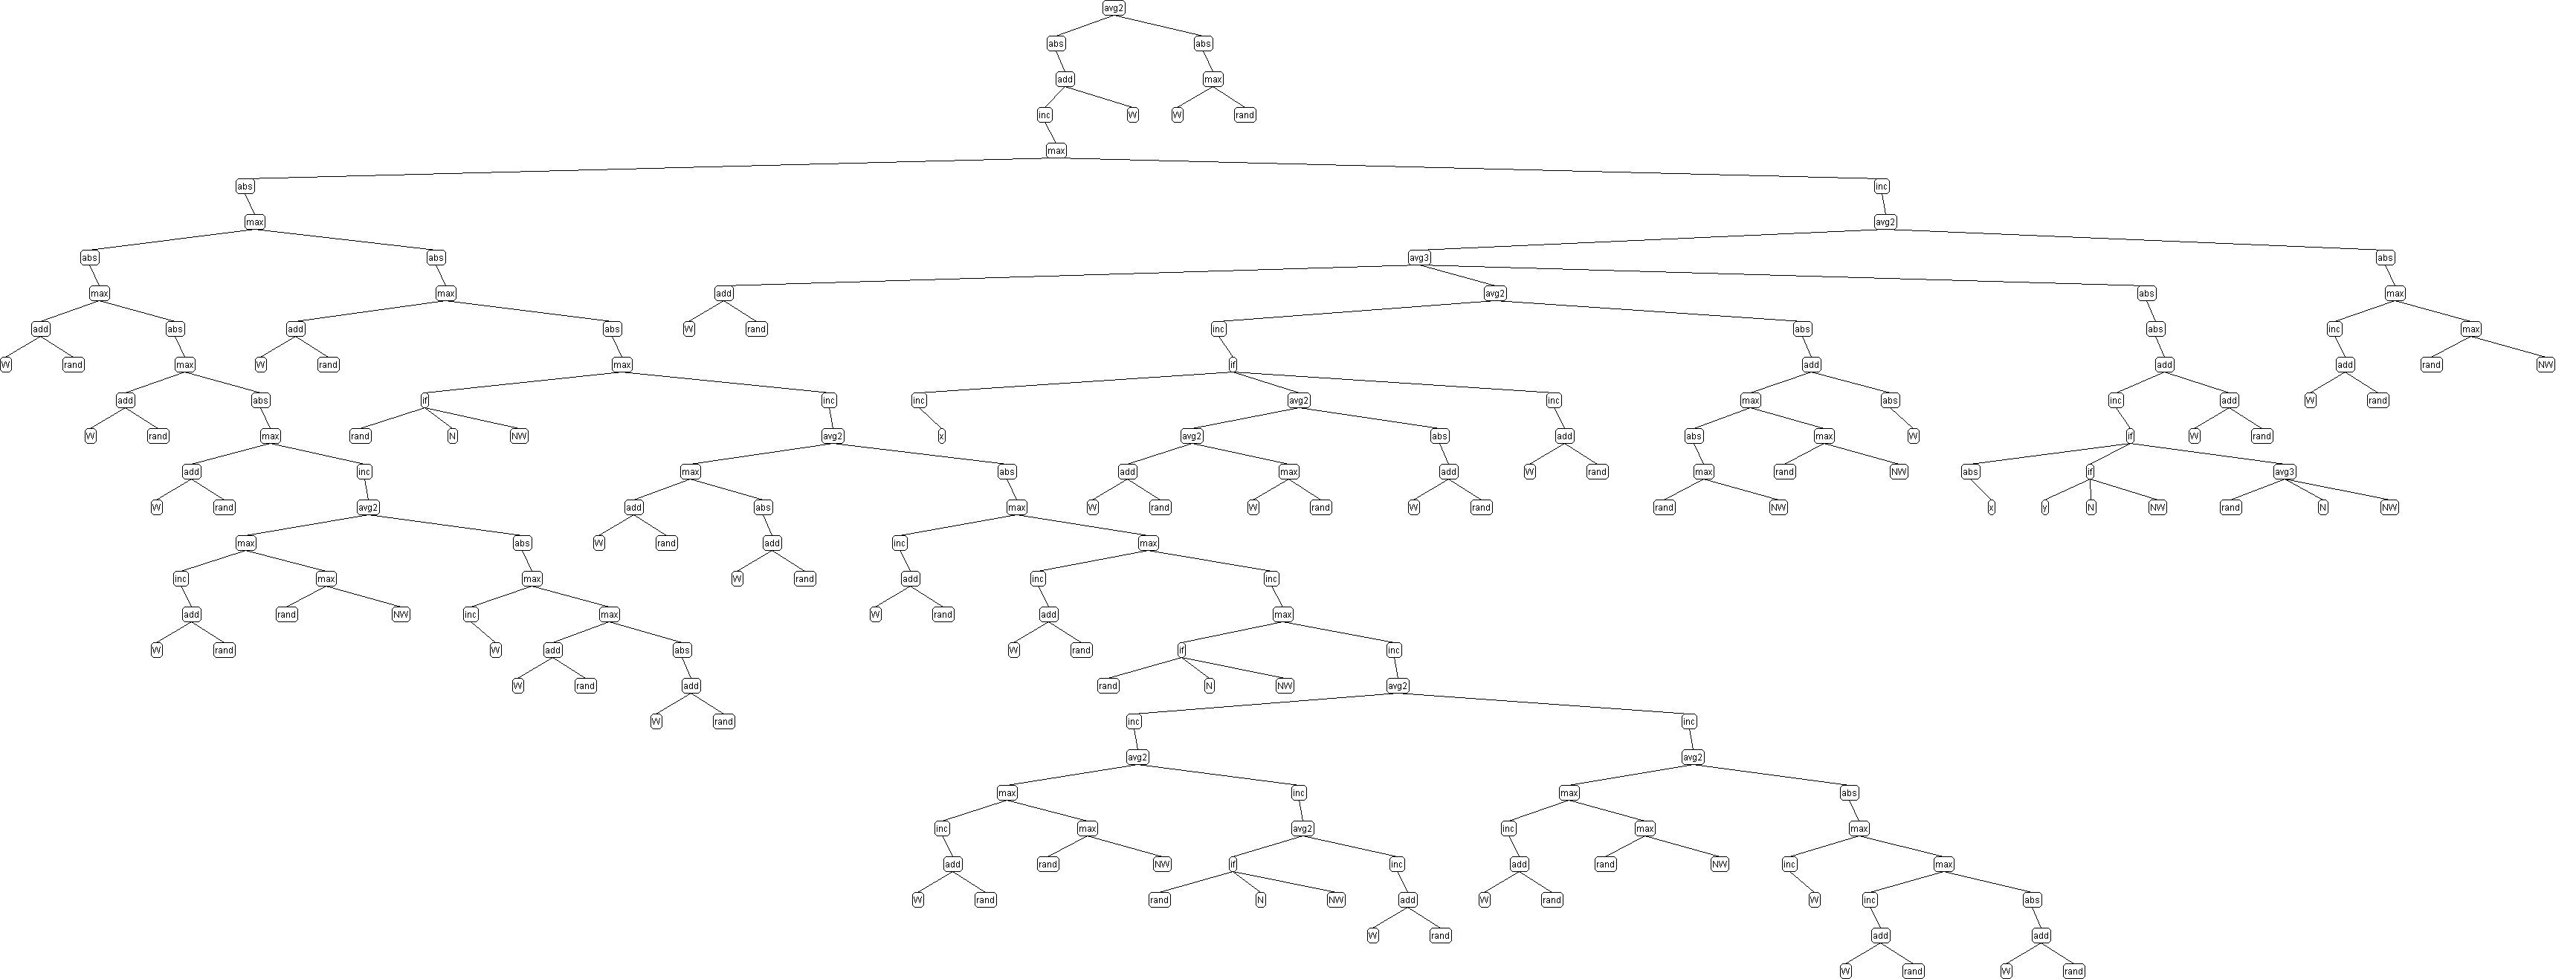 avg2
abs abs
add max
inc W W rand
max
abs inc
max avg2
abs abs avg3 abs
max max add avg2 abs max
add abs add abs W rand inc abs abs inc max
W rand max W rand max if add add W add rand NW
add abs if inc inc avg2 inc max abs inc add W rand
W rand max rand N NW avg2 x avg2 abs add abs max W if W rand
add inc max abs add max add W rand max rand NW abs if avg3
W rand avg2 add abs max W rand W rand W rand rand NW x y N NW rand N NW
max abs W rand add inc max
inc max max W rand add inc inc
add rand NW inc max W rand add max
W rand W add abs W rand if inc
W rand add rand N NW avg2
W rand inc inc
avg2 avg2
max inc max abs
inc max avg2 inc max max
add rand NW if inc add rand NW inc max
W rand rand N NW add W rand W inc abs
W rand add add
W rand W rand